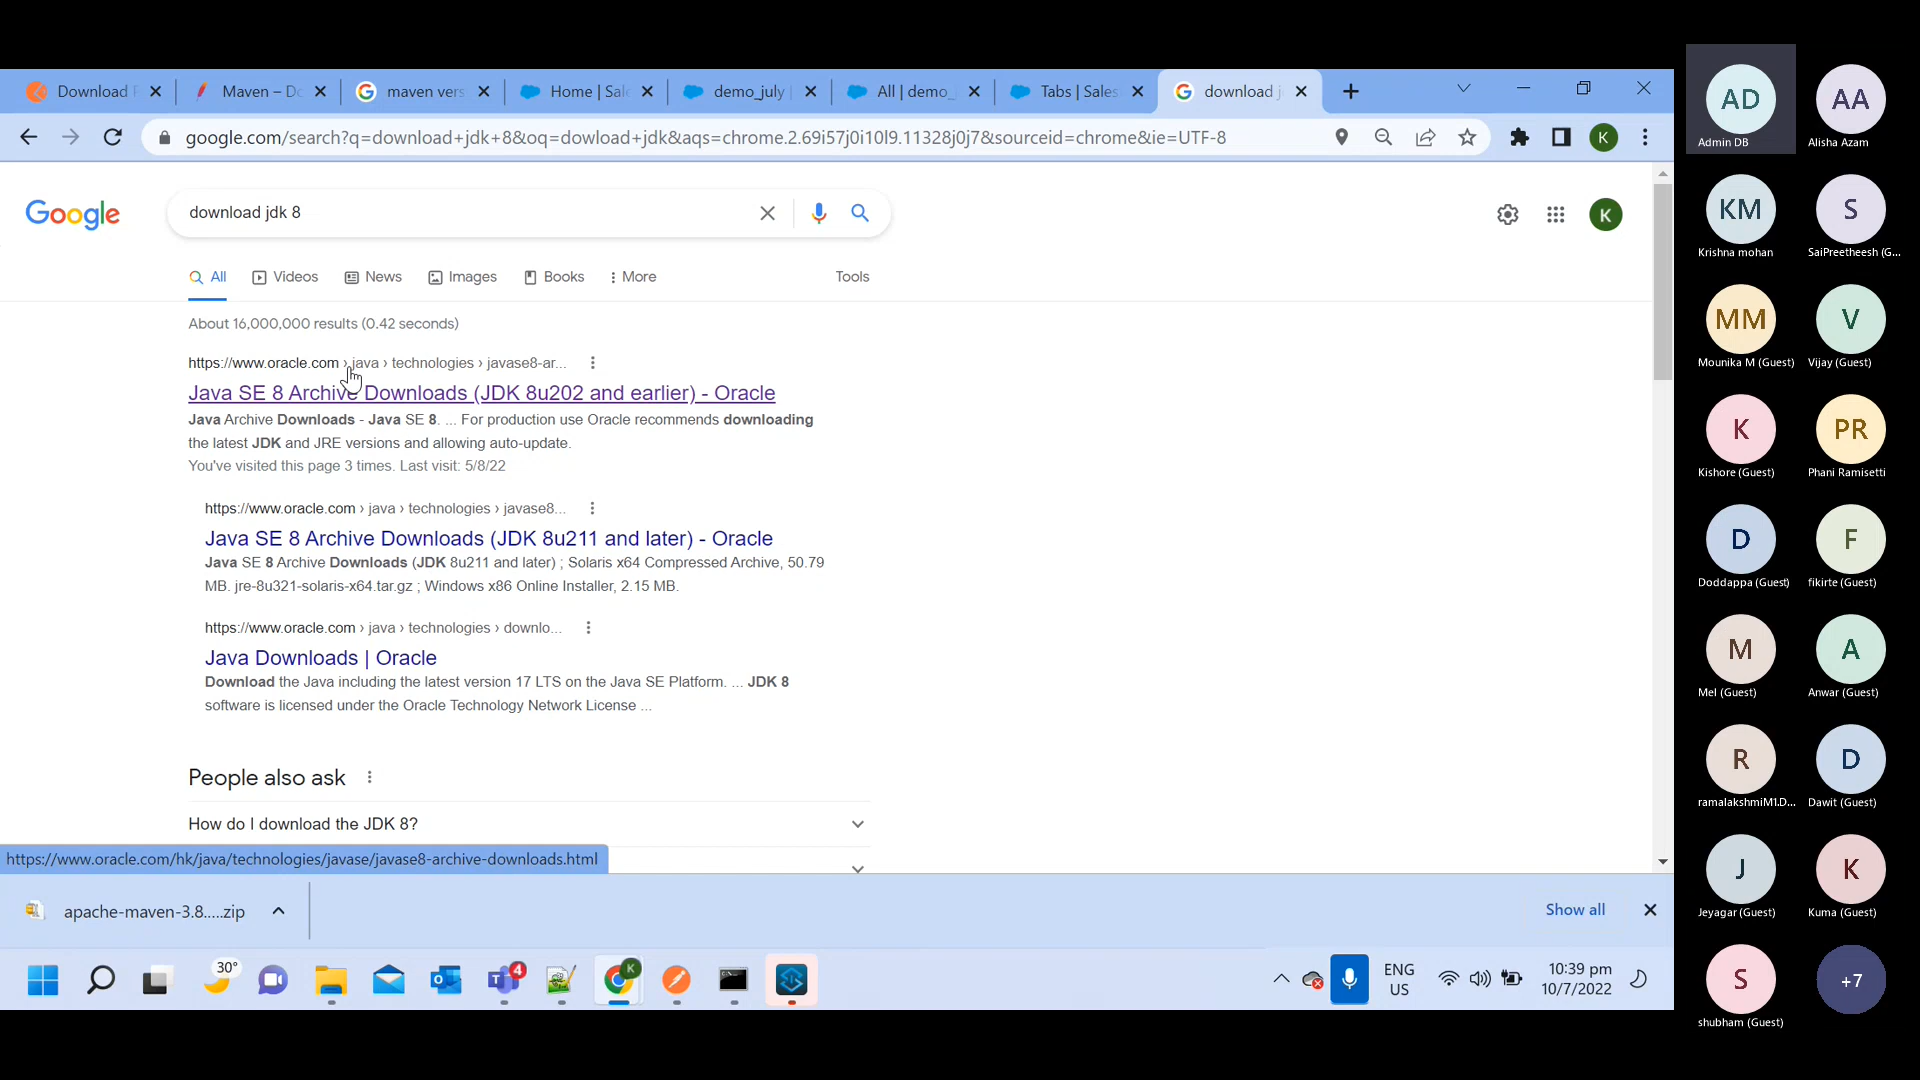 Download
Maven – Do
maven vers
Home | Sale
demo_july |
All | demo_
Tabs | Sales
download j
google.com/search?q=download+jdk+8&oq=dowload+jdk&aqs=chrome.2.69i57j0i10l9.11328j0j7&sourceid=chrome&ie=UTF-8
K
Google
download jdk 8
K
All
Videos
News
Images
Books
More
Tools
About 16,000,000 results (0.42 seconds)
https://www.oracle.com › java › technologies › javase8-ar...
Java SE 8 Archive Downloads (JDK 8u202 and earlier) - Oracle
Java Archive Downloads - Java SE 8. ... For production use Oracle recommends downloading
the latest JDK and JRE versions and allowing auto-update.
You've visited this page 3 times. Last visit: 5/8/22
https://www.oracle.com › java › technologies › javase8...
Java SE 8 Archive Downloads (JDK 8u211 and later) - Oracle
Java SE 8 Archive Downloads (JDK 8u211 and later) ; Solaris x64 Compressed Archive, 50.79
MB. jre-8u321-solaris-x64.tar.gz ; Windows x86 Online Installer, 2.15 MB.
https://www.oracle.com › java › technologies › downlo...
Java Downloads | Oracle
Download the Java including the latest version 17 LTS on the Java SE Platform. ... JDK 8
software is licensed under the Oracle Technology Network License ...
People also ask
How do I download the JDK 8?
https://www.oracle.com/hk/java/technologies/javase/javase8-archive-downloads.html
apache-maven-3.8.....zip
Show all
30°
4
K
ENG
US
10:39 pm
10/7/2022
AD
Admin DB
AA
Alisha Azam
KM
Krishna mohan
S
SaiPreetheesh (G...
MM
Mounika M (Guest)
V
Vijay (Guest)
K
Kishore (Guest)
PR
Phani Ramisetti
D
Doddappa (Guest)
F
fikirte (Guest)
M
Mel (Guest)
A
Anwar (Guest)
R
ramalakshmiM1.D...
D
Dawit (Guest)
J
Jeyagar (Guest)
K
Kuma (Guest)
S
shubham (Guest)
+7